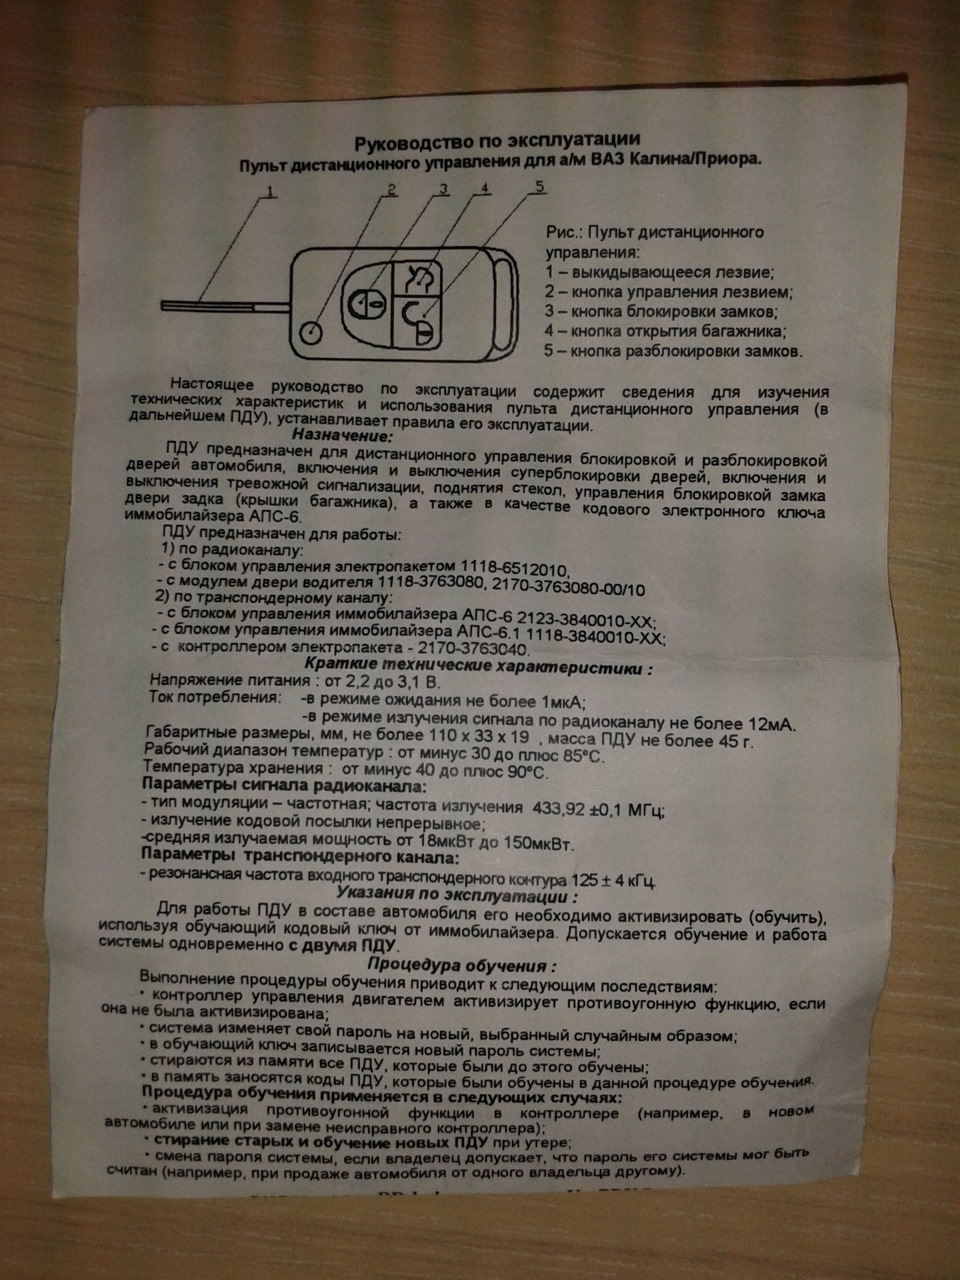 Руководство по эксплуатации
Пульт дистанционного управления для а/м ВАЗ Калина/Приора.
1 2 3 4 5
Рис.: Пульт дистанционного
управления:
1 – выкидывающееся лезвие;
2 – кнопка управления лезвием;
3 – кнопка блокировки замков;
4 – кнопка открытия багажника;
5 – кнопка разблокировки замков.
Настоящее руководство по эксплуатации содержит сведения для изучения
технических характеристик и использования пульта дистанционного управления (в
дальнейшем ПДУ), устанавливает правила его эксплуатации.
Назначение:
ПДУ предназначен для дистанционного управления блокировкой и разблокировкой
дверей автомобиля, включения и выключения суперблокировки дверей, включения и
выключения тревожной сигнализации, поднятия стекол, управления блокировкой замка
двери задка (крышки багажника), а также в качестве кодового электронного ключа
иммобилайзера АПС-6.
ПДУ предназначен для работы:
1) по радиоканалу:
- с блоком управления электропакетом 1118-6512010,
- с модулем двери водителя 1118-3763080, 2170-3763080-00/10
2) по транспондерному каналу:
- с блоком управления иммобилайзера АПС-6 2123-3840010-ХХ;
- с блоком управления иммобилайзера АПС-6.1 1118-3840010-ХХ;
- с контроллером электропакета - 2170-3763040.
Краткие технические характеристики :
Напряжение питания : от 2,2 до 3,1 В.
Ток потребления: -в режиме ожидания не более 1мкА;
-в режиме излучения сигнала по радиоканалу не более 12мА.
Габаритные размеры, мм, не более 110 х 33 х 19 , масса ПДУ не более 45 г.
Рабочий диапазон температур : от минус 30 до плюс 85ºС.
Температура хранения : от минус 40 до плюс 90ºС.
Параметры сигнала радиоканала:
- тип модуляции – частотная; частота излучения 433,92 ±0,1 МГц;
- излучение кодовой посылки непрерывное;
-средняя излучаемая мощность от 18мкВт до 150мкВт.
Параметры транспондерного канала:
- резонансная частота входного транспондерного контура 125 ± 4 кГц.
Указания по эксплуатации :
Для работы ПДУ в составе автомобиля его необходимо активизировать (обучить),
используя обучающий кодовый ключ от иммобилайзера. Допускается обучение и работа
системы одновременно с двумя ПДУ.
Процедура обучения :
Выполнение процедуры обучения приводит к следующим последствиям:
• контроллер управления двигателем активизирует противоугонную функцию, если
она не была активизирована;
• система изменяет свой пароль на новый, выбранный случайным образом;
• в обучающий ключ записывается новый пароль системы;
• стираются из памяти все ПДУ, которые были до этого обучены;
• в память заносятся коды ПДУ, которые были обучены в данной процедуре обучения.
Процедура обучения применяется в следующих случаях:
• активизация противоугонной функции в контроллере (например, в новом
автомобиле или при замене неисправного контроллера);
• стирание старых и обучение новых ПДУ при утере;
• смена пароля системы, если владелец допускает, что пароль его системы мог быть
считан (например, при продаже автомобиля от одного владельца другому).